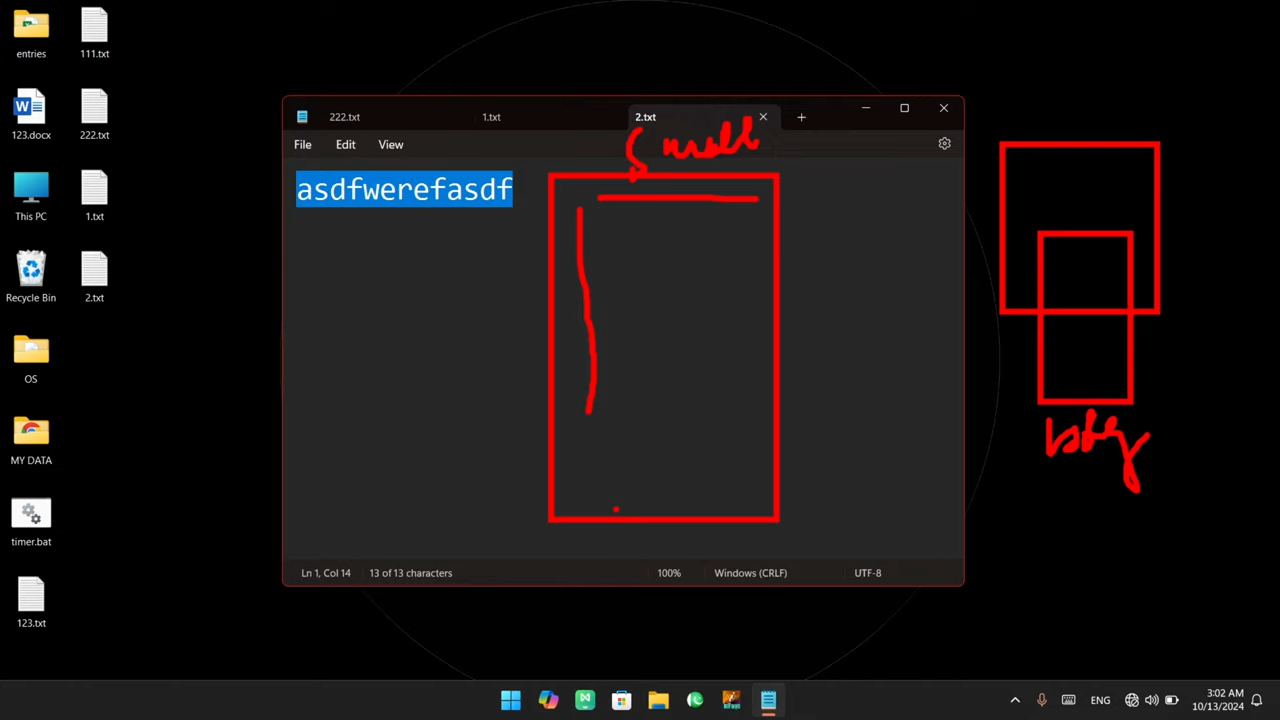 entries
111.txt
123.docx
222.txt
This PC
1.txt
Recycle Bin
2.txt
OS
MY DATA
timer.bat
123.txt
222.txt 1.txt 2.txt
File Edit View
Small
asdfwerefasdf
Ln 1, Col 14 13 of 13 characters 100% Windows (CRLF) UTF-8
ENG
3:02 AM
10/13/2024